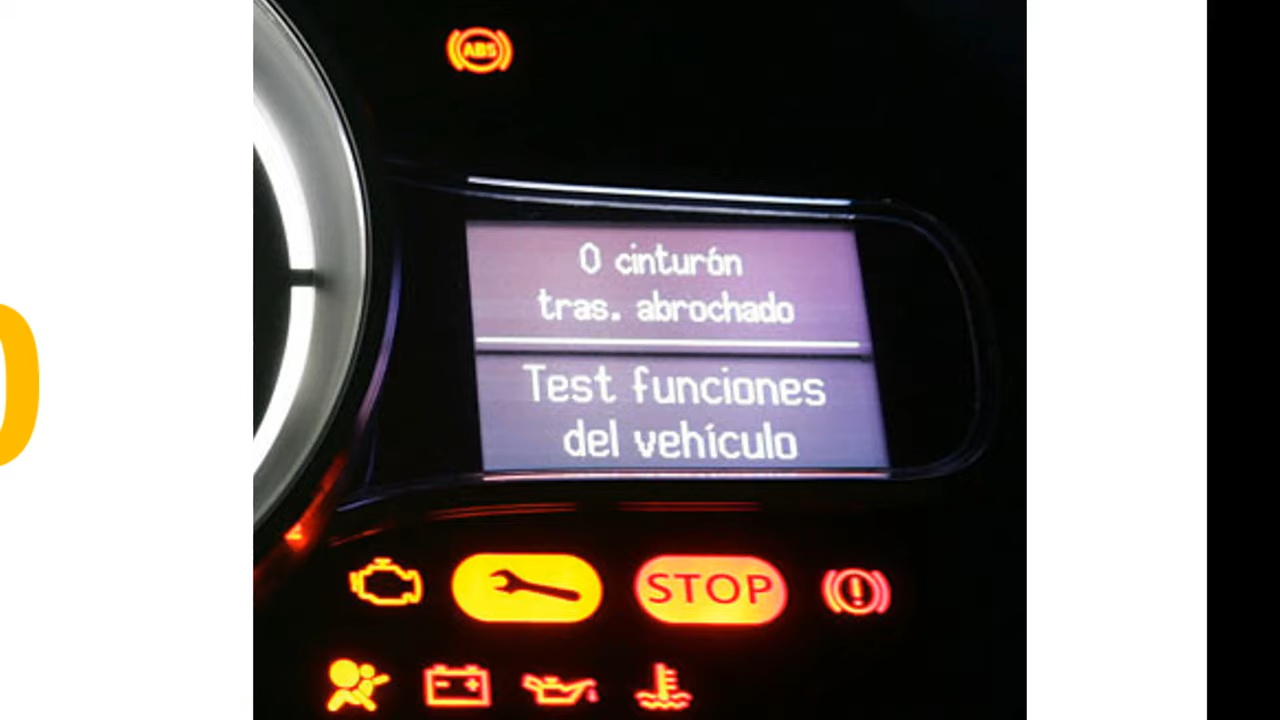 ABS
0 cinturón
tras. abrochado
Test funciones
del vehículo
STOP